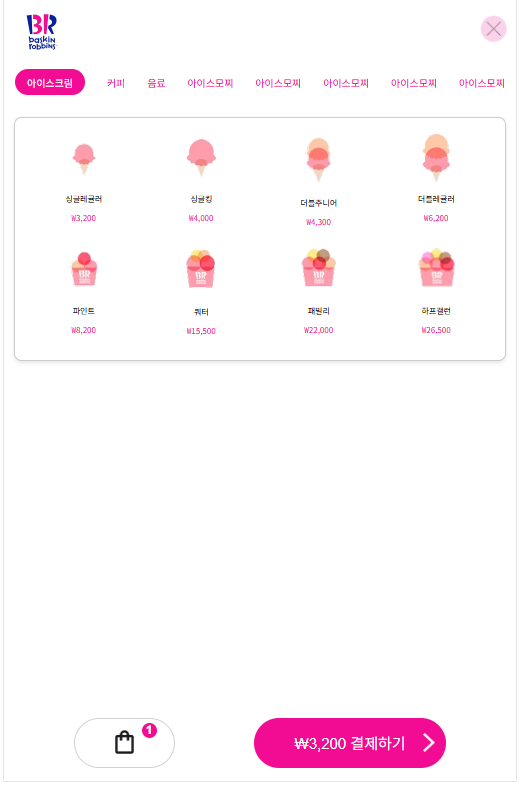 BR
baskin
robbins
아이스크림 커피 음료 아이스모찌 아이스모찌 아이스모찌 아이스모찌 아이스모찌
싱글레귤러 싱글킹 더블주니어 더블레귤러
₩3,200 ₩4,000 ₩4,300 ₩6,200
파인트 쿼터 패밀리 하프갤런
₩8,200 ₩15,500 ₩22,000 ₩26,500
1
₩3,200 결제하기